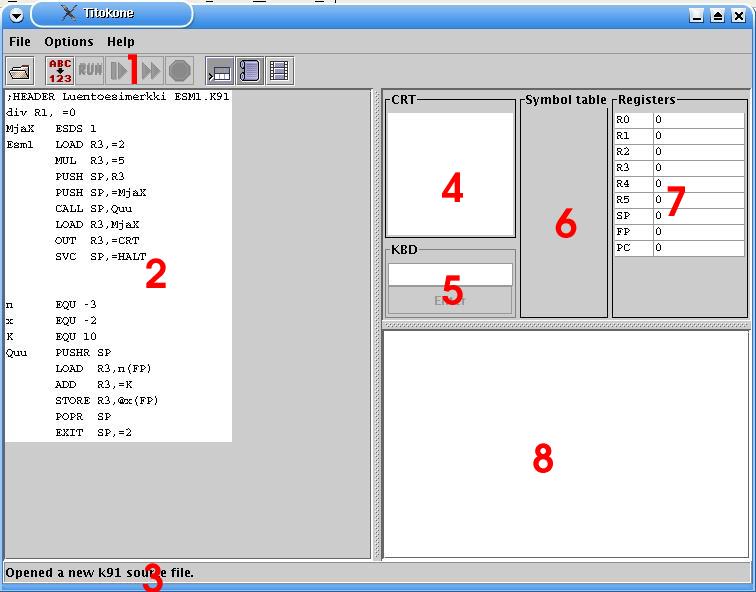 Titokone
File Options Help
ABC
123
RUN
1
;HEADER Luentoesimerkki ESM1.K91
div R1, =0
MjaX ESDS 1
Esm1 LOAD R3,=2
MUL R3,=5
PUSH SP,R3
PUSH SP,=MjaX
CALL SP,Quu
LOAD R3,MjaX
OUT R3,=CRT
SVC SP,=HALT
2
n EQU -3
x EQU -2
K EQU 10
Quu PUSHR SP
LOAD R3,n(FP)
ADD R3,=K
STORE R3,@x(FP)
POPR SP
EXIT SP,=2
CRT
4
KBD
5
Enter
Symbol table
6
Registers
R0 0
R1 0
R2 0
R3 0
R4 0
R5 0
SP 0
FP 0
PC 0
7
8
Opened a new k91 source file.
3